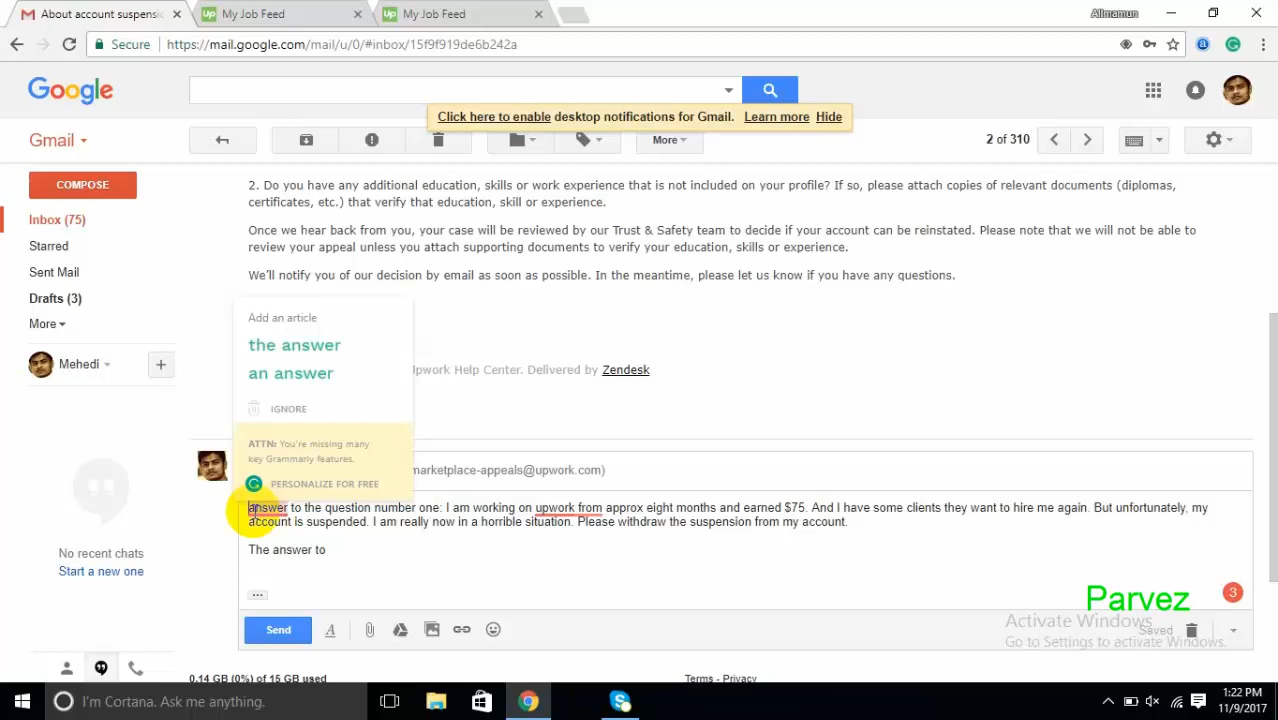 About account suspensi
My Job Feed
My Job Feed
Allmamun
Secure
https://mail.google.com/mail/u/0/#inbox/15f9f919de6b242a
Google
Click here to enable desktop notifications for Gmail. Learn more Hide
Gmail
More
2 of 310
COMPOSE
Inbox (75)
Starred
Sent Mail
Drafts (3)
More
Mehedi
No recent chats
Start a new one
2. Do you have any additional education, skills or work experience that is not included on your profile? If so, please attach copies of relevant documents (diplomas,
certificates, etc.) that verify that education, skill or experience.
Once we hear back from you, your case will be reviewed by our Trust & Safety team to decide if your account can be reinstated. Please note that we will not be able to
review your appeal unless you attach supporting documents to verify your education, skills or experience.
We'll notify you of our decision by email as soon as possible. In the meantime, please let us know if you have any questions.
Add an article
the answer
an answer
IGNORE
ATTN: You're missing many
key Grammarly features.
PERSONALIZE FOR FREE
pwork Help Center. Delivered by Zendesk
marketplace-appeals@upwork.com)
answer to the question number one: I am working on upwork from approx eight months and earned $75. And I have some clients they want to hire me again. But unfortunately, my
account is suspended. I am really now in a horrible situation. Please withdraw the suspension from my account.
The answer to
Parvez
3
Send
Saved
Activate Windows
Go to Settings to activate Windows.
0.14 GB (0%) of 15 GB used
Terms - Privacy
I'm Cortana. Ask me anything.
1:22 PM
11/9/2017